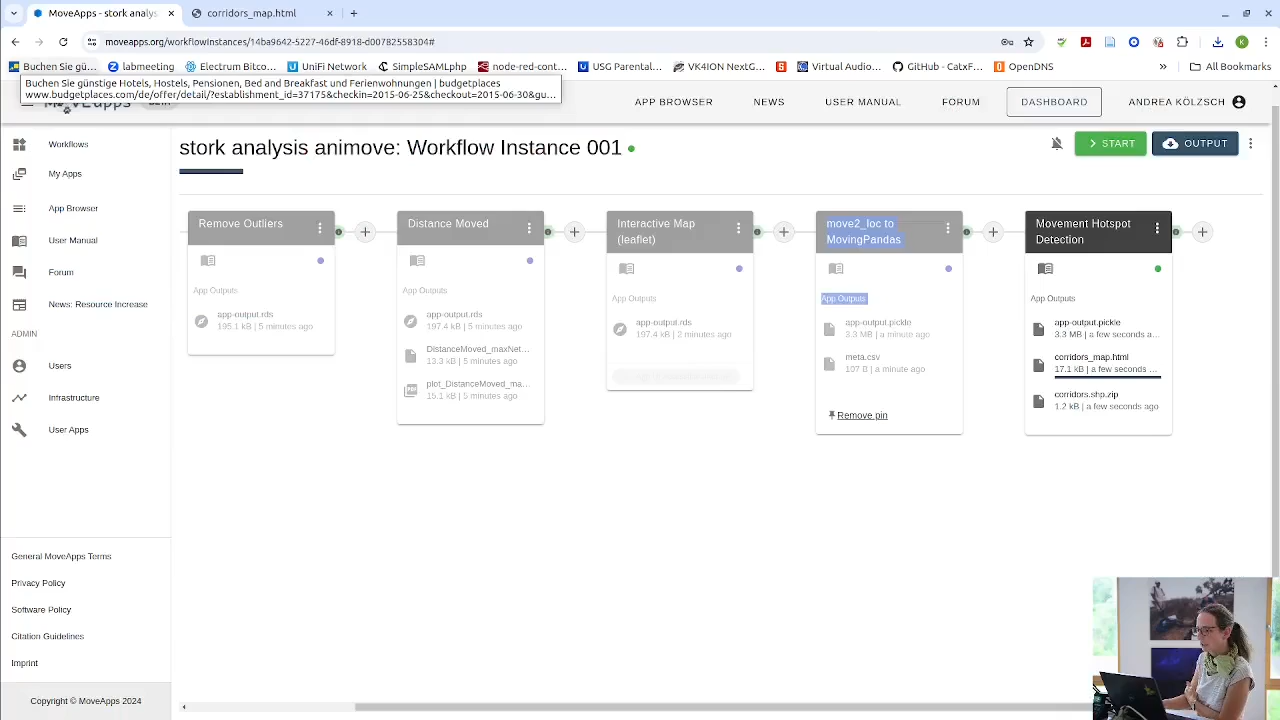 MoveApps - stork analys
corridors_map.html
moveapps.org/workflowInstances/14ba9642-5227-46df-8918-d00782558304#
Buchen Sie gü...
labmeeting
Electrum Bitco...
UniFi Network
SimpleSAMLphp
node-red-cont...
USG Parental...
VK4ION NextG...
Virtual Audio...
GitHub - CatxF...
OpenDNS
All Bookmarks
Buchen Sie günstige Hotels, Hostels, Pensionen, Bed and Breakfast und Ferienwohnungen | budgetplaces
www.budgetplaces.com/de/offer/detail/?establishment_id=37175&checkin=2015-06-25&checkout=2015-06-30&gu...
APP BROWSER
NEWS
USER MANUAL
FORUM
DASHBOARD
ANDREA KÖLZSCH
Workflows
My Apps
App Browser
User Manual
Forum
News: Resource Increase
ADMIN
Users
Infrastructure
User Apps
General MoveApps Terms
Privacy Policy
Software Policy
Citation Guidelines
Imprint
Copyright © MoveApps 2024
stork analysis animove: Workflow Instance 001
START
OUTPUT
Remove Outliers
App Outputs
app-output.rds
195.1 kB | 5 minutes ago
Distance Moved
App Outputs
app-output.rds
197.4 kB | 5 minutes ago
DistanceMoved_maxNet...
13.3 kB | 5 minutes ago
plot_DistanceMoved_ma...
15.1 kB | 5 minutes ago
Interactive Map
(leaflet)
App Outputs
app-output.rds
197.4 kB | 2 minutes ago
move2_loc to
MovingPandas
App Outputs
app-output.pickle
3.3 MB | a minute ago
meta.csv
107 B | a minute ago
Remove pin
Movement Hotspot
Detection
App Outputs
app-output.pickle
3.3 MB | a few seconds a...
corridors_map.html
17.1 kB | a few seconds ...
corridors.shp.zip
1.2 kB | a few seconds ago